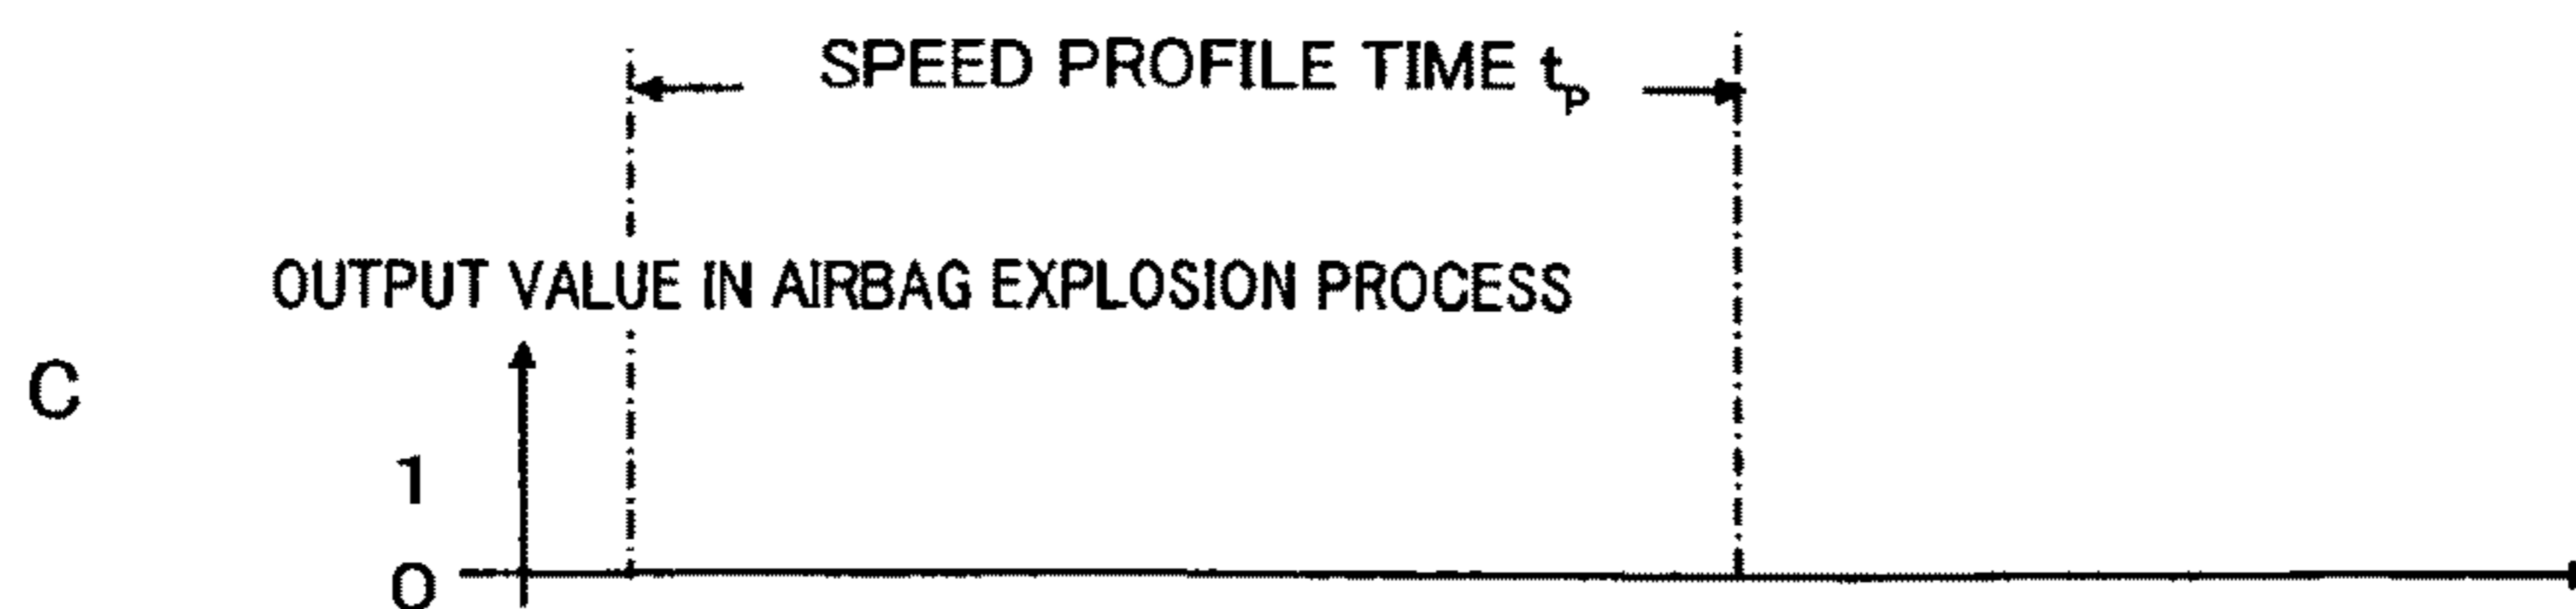 SPEED PROFILE TIME tp
OUTPUT VALUE IN AIRBAG EXPLOSION PROCESS
C
1
0